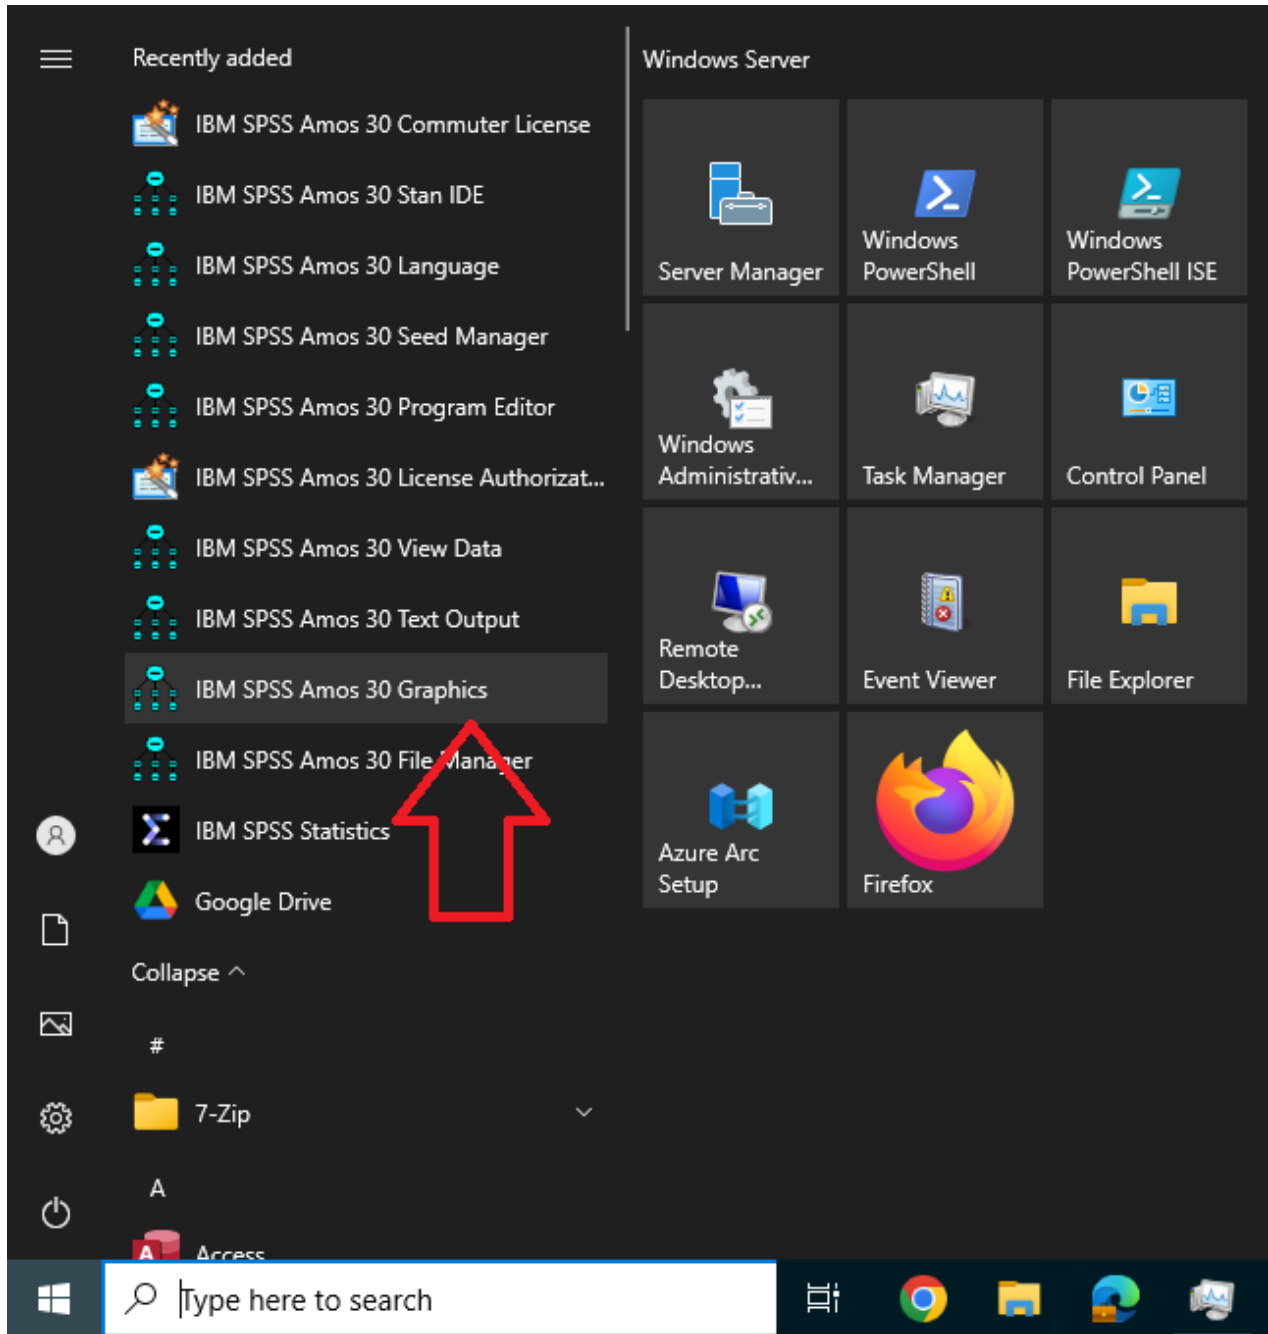 Recently added
IBM SPSS Amos 30 Commuter License
IBM SPSS Amos 30 Stan IDE
IBM SPSS Amos 30 Language
IBM SPSS Amos 30 Seed Manager
IBM SPSS Amos 30 Program Editor
IBM SPSS Amos 30 License Authorizat...
IBM SPSS Amos 30 View Data
IBM SPSS Amos 30 Text Output
IBM SPSS Amos 30 Graphics
IBM SPSS Amos 30 File Manager
IBM SPSS Statistics
Google Drive
Collapse
#
7-Zip
A
A
Access
Windows Server
Server Manager
Windows
PowerShell
Windows
PowerShell ISE
Windows
Administrativ...
Task Manager
Control Panel
Remote
Desktop...
Event Viewer
File Explorer
Azure Arc
Setup
Firefox
Type here to search